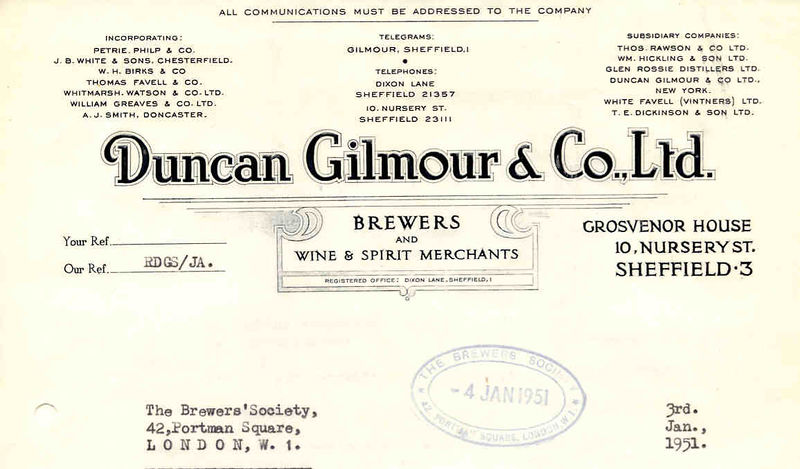 ALL COMMUNICATIONS MUST BE ADDRESSED TO THE COMPANY
INCORPORATING:
PETRIE, PHILP & CO.
J. B. WHITE & SONS, CHESTERFIELD.
W. H. BIRKS & CO
THOMAS FAVELL & CO.
WHITMARSH, WATSON & CO. LTD.
WILLIAM GREAVES & CO. LTD.
A. J. SMITH, DONCASTER.
TELEGRAMS:
GILMOUR, SHEFFIELD, 1
TELEPHONES:
DIXON LANE
SHEFFIELD 21357
10, NURSERY ST.
SHEFFIELD 23111
SUBSIDIARY COMPANIES:
THOS. RAWSON & CO LTD.
WM. HICKLING & SON LTD.
GLEN ROSSIE DISTILLERS LTD.
DUNCAN GILMOUR & CO LTD.,
NEW YORK.
WHITE FAVELL (VINTNERS) LTD.
T. E. DICKINSON & SON LTD.
Duncan Gilmour & Co., Ltd.
BREWERS
AND
WINE & SPIRIT MERCHANTS
REGISTERED OFFICE: DIXON LANE, SHEFFIELD, 1
GROSVENOR HOUSE
10, NURSERY ST.
SHEFFIELD·3
Your Ref.
Our Ref. RDGS/JA.
THE BREWERS SOCIETY
-4 JAN 1951
42, PORTMAN SQUARE, LONDON W.1.
The Brewers' Society,
42, Portman Square,
LONDON, W. 1.
3rd.
Jan.,
1951.